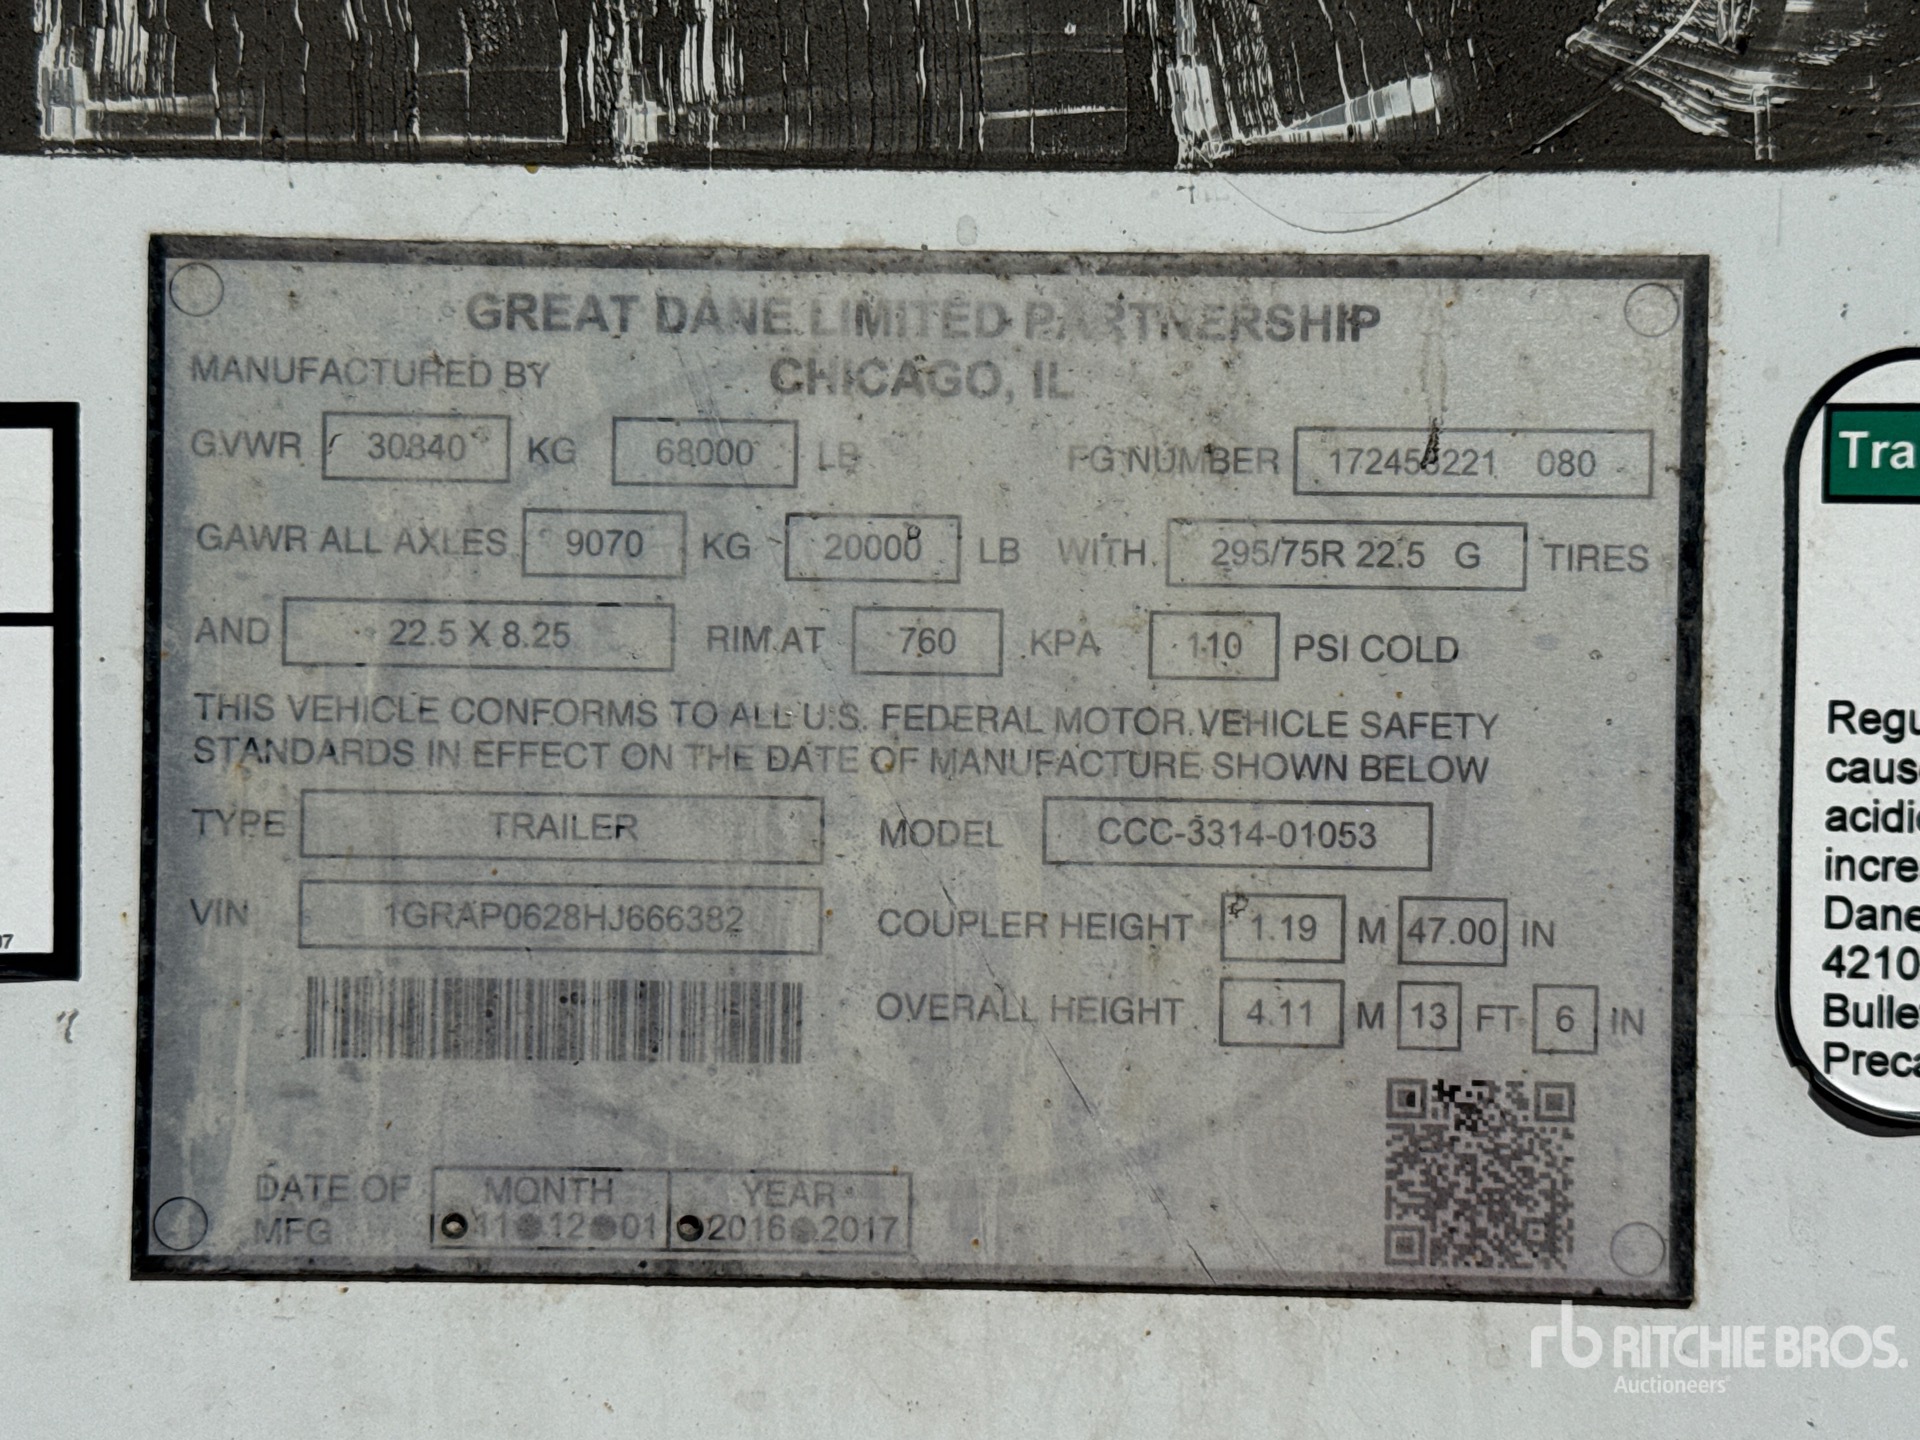 GREAT DANE LIMITED PARTNERSHIP
MANUFACTURED BY CHICAGO, IL
GVWR 30840 KG 68000 LB FG NUMBER 172453221 080
GAWR ALL AXLES 9070 KG 20000 LB WITH 295/75R 22.5 G TIRES
AND 22.5 X 8.25 RIM AT 760 KPA 110 PSI COLD
THIS VEHICLE CONFORMS TO ALL U.S. FEDERAL MOTOR VEHICLE SAFETY
STANDARDS IN EFFECT ON THE DATE OF MANUFACTURE SHOWN BELOW
TYPE TRAILER MODEL CCC-3314-01053
VIN 1GRAP0628HJ666382 COUPLER HEIGHT 1.19 M 47.00 IN
OVERALL HEIGHT 4.11 M 13 FT 6 IN
DATE OF MFG
MONTH YEAR
11 12 01 2016 2017
07
Tra
Regu
caus
acidi
incre
Dane
4210
Bulle
Preca
rb RITCHIE BROS.
Auctioneers